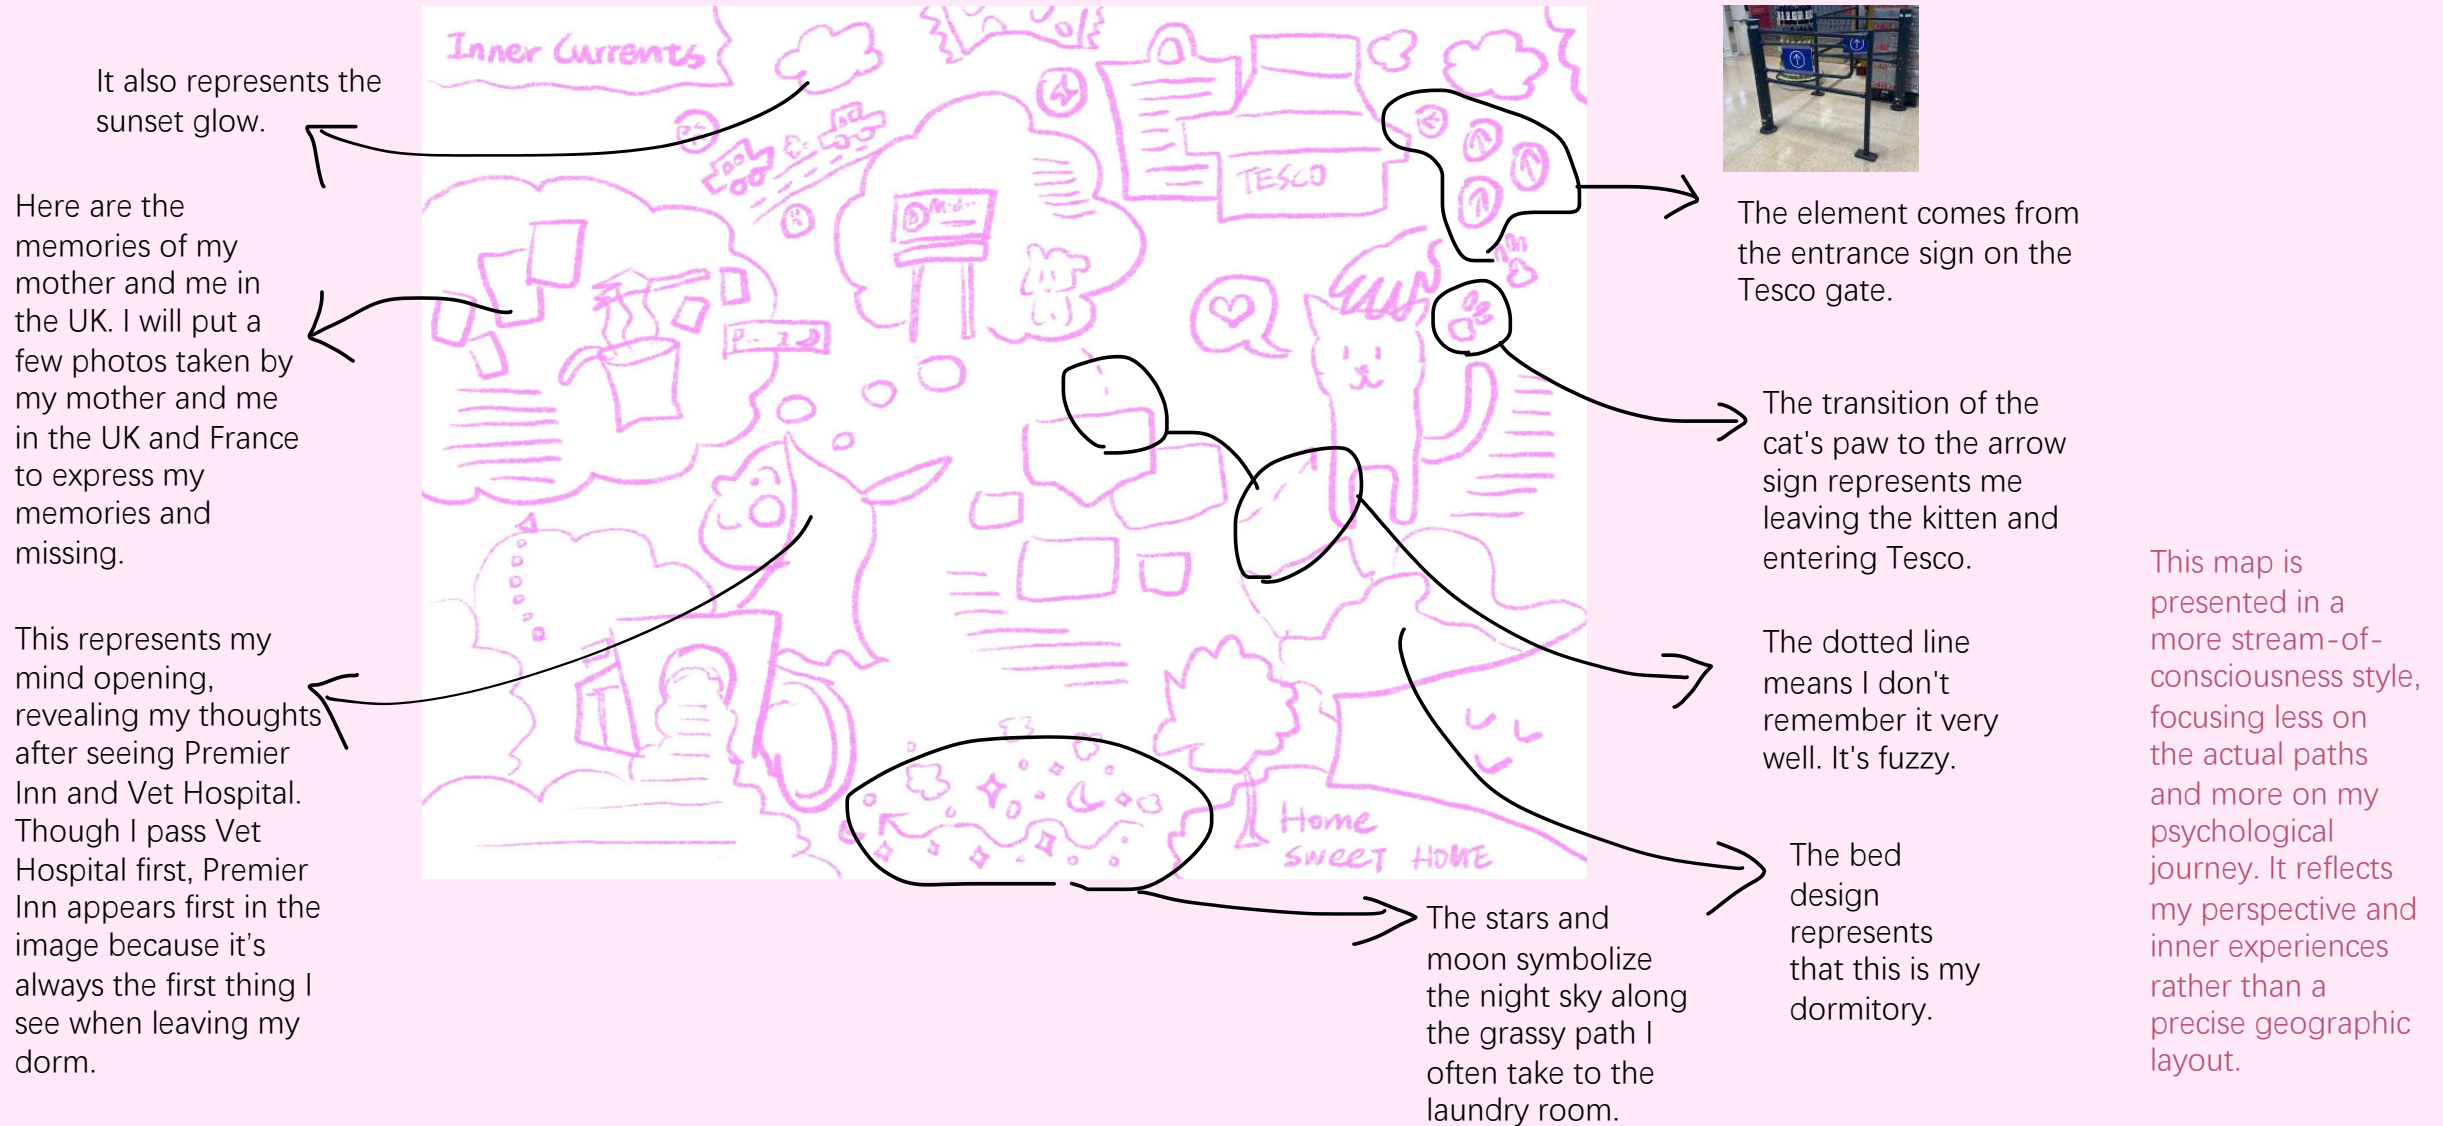 Inner Currents
It also represents the
sunset glow.
Here are the
memories of my
mother and me in
the UK. I will put a
few photos taken by
my mother and me
in the UK and France
to express my
memories and
missing.
This represents my
mind opening,
revealing my thoughts
after seeing Premier
Inn and Vet Hospital.
Though I pass Vet
Hospital first, Premier
Inn appears first in the
image because it’s
always the first thing I
see when leaving my
dorm.
TESCO
Home
SWEET HOME
The element comes from
the entrance sign on the
Tesco gate.
The transition of the
cat's paw to the arrow
sign represents me
leaving the kitten and
entering Tesco.
The dotted line
means I don't
remember it very
well. It's fuzzy.
The bed
design
represents
that this is my
dormitory.
The stars and
moon symbolize
the night sky along
the grassy path I
often take to the
laundry room.
This map is
presented in a
more stream-of-
consciousness style,
focusing less on
the actual paths
and more on my
psychological
journey. It reflects
my perspective and
inner experiences
rather than a
precise geographic
layout.